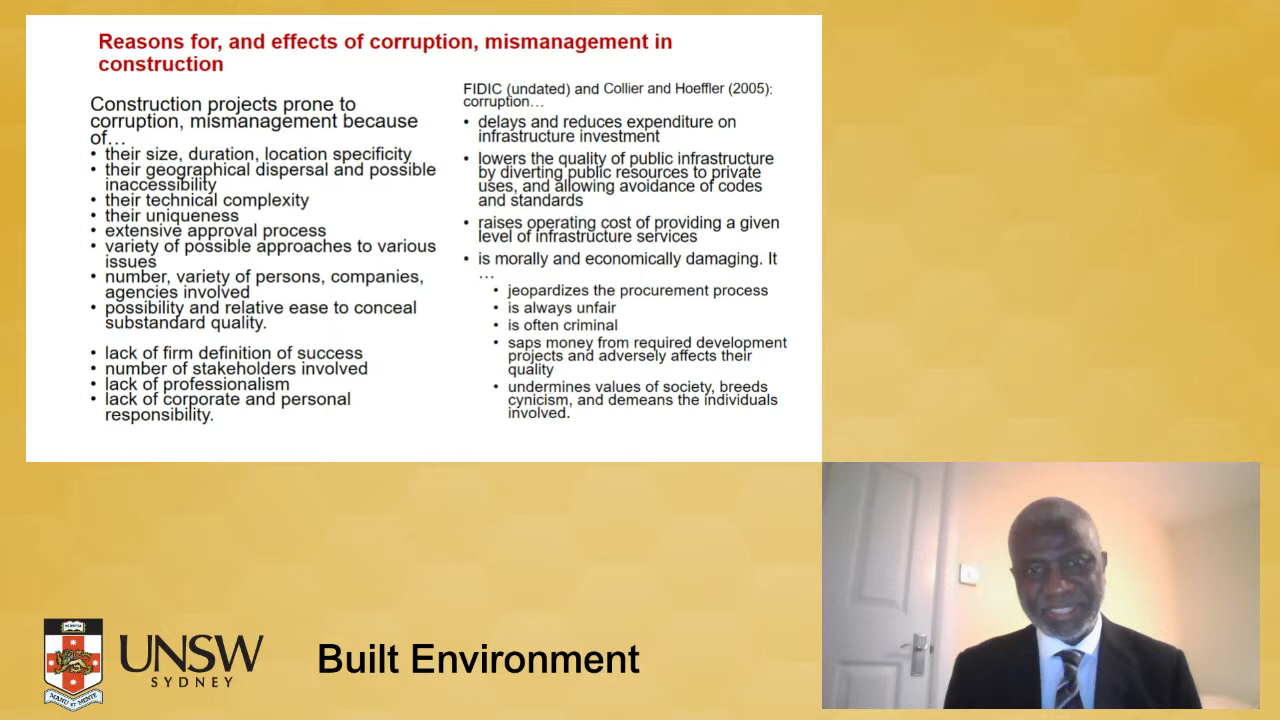 Reasons for, and effects of corruption, mismanagement in
construction
Construction projects prone to
corruption, mismanagement because
of…
• their size, duration, location specificity
• their geographical dispersal and possible
inaccessibility
• their technical complexity
• their uniqueness
• extensive approval process
• variety of possible approaches to various
issues
• number, variety of persons, companies,
agencies involved
• possibility and relative ease to conceal
substandard quality.
• lack of firm definition of success
• number of stakeholders involved
• lack of professionalism
• lack of corporate and personal
responsibility.
FIDIC (undated) and Collier and Hoeffler (2005):
corruption…
• delays and reduces expenditure on
infrastructure investment
• lowers the quality of public infrastructure
by diverting public resources to private
uses, and allowing avoidance of codes
and standards
• raises operating cost of providing a given
level of infrastructure services
• is morally and economically damaging. It
…
• jeopardizes the procurement process
• is always unfair
• is often criminal
• saps money from required development
projects and adversely affects their
quality
• undermines values of society, breeds
cynicism, and demeans the individuals
involved.
UNSW
SYDNEY
MANU ET MENTE
Built Environment